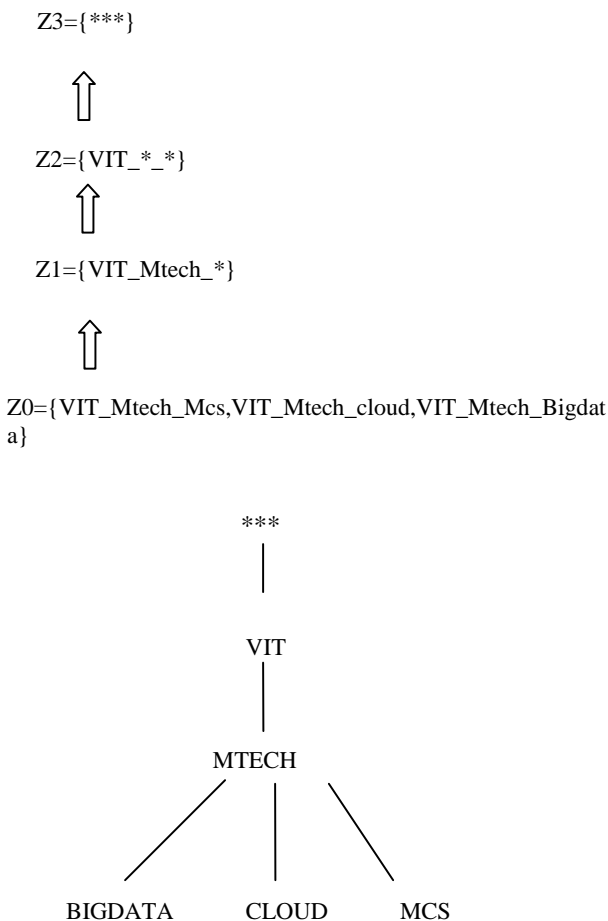 Z3={***}
Z2={VIT_*_*}
Z1={VIT_Mtech_*}
Z0={VIT_Mtech_Mcs,VIT_Mtech_cloud,VIT_Mtech_Bigdat
a}
***
VIT
MTECH
BIGDATA CLOUD MCS